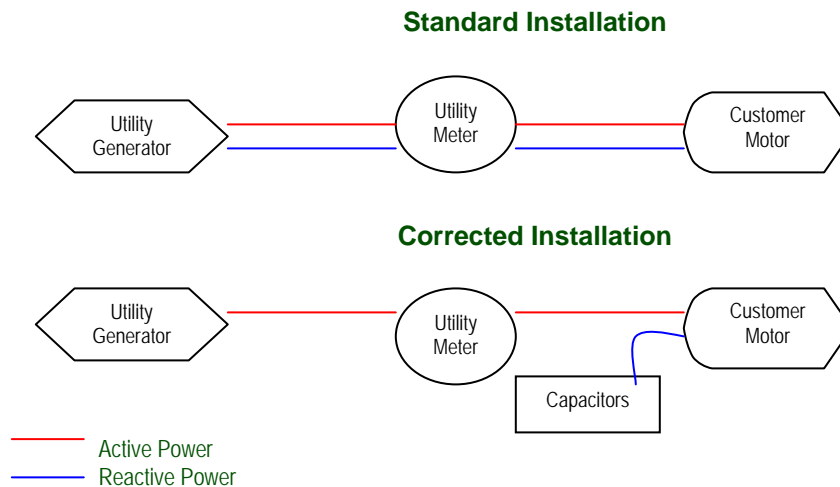 Standard Installation
Utility
Generator
Utility
Meter
Customer
Motor
Corrected Installation
Utility
Generator
Utility
Meter
Customer
Motor
Capacitors
Active Power
Reactive Power